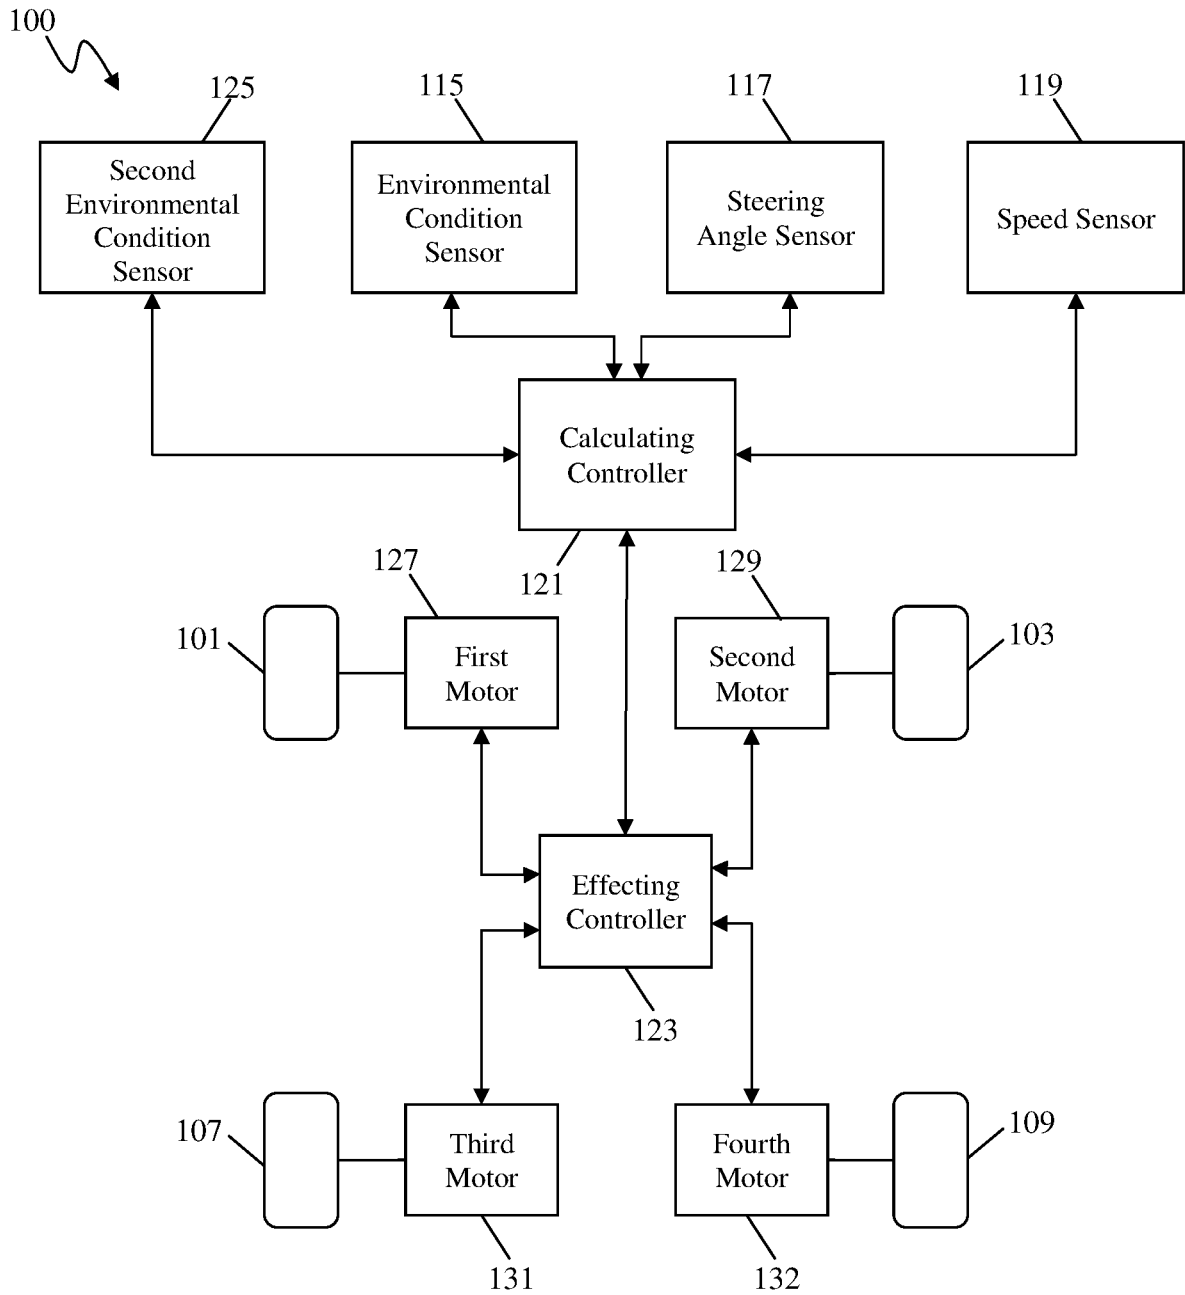 100
125
115
117
119
Second
Environmental
Condition
Sensor
Environmental
Condition
Sensor
Steering
Angle Sensor
Speed Sensor
Calculating
Controller
121
127
129
101
First
Motor
Second
Motor
103
Effecting
Controller
123
107
Third
Motor
Fourth
Motor
109
131
132